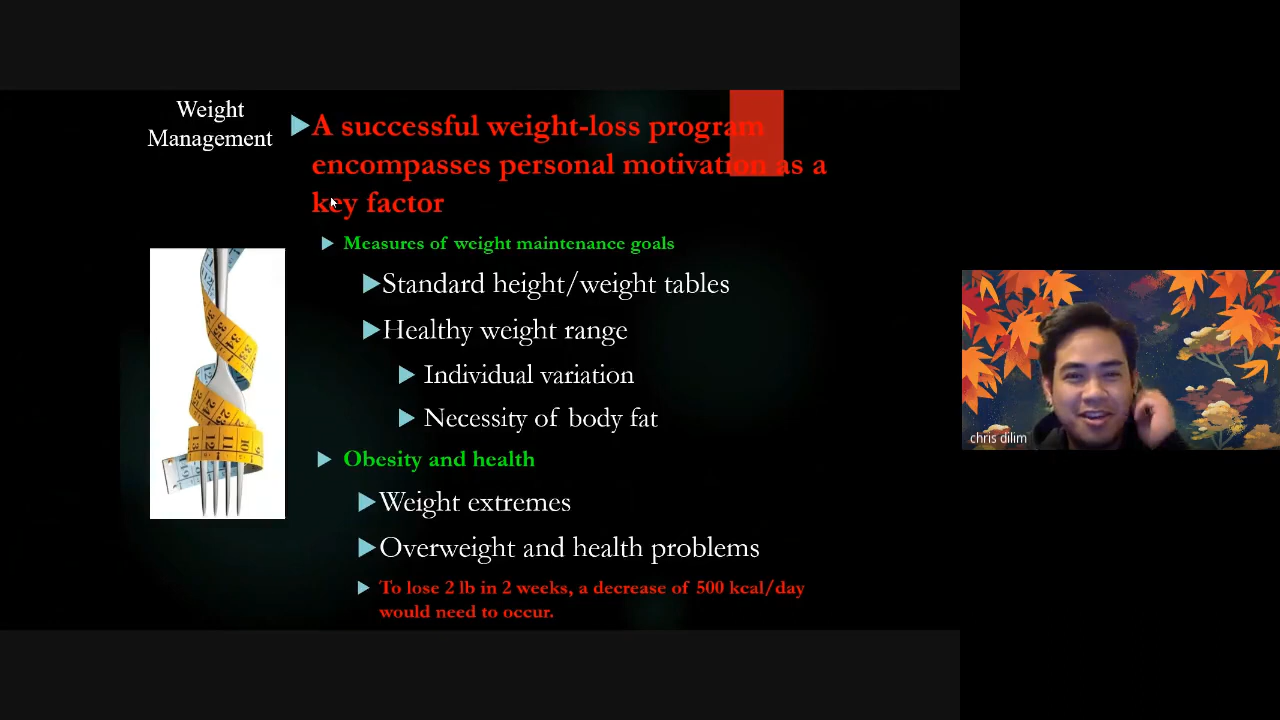 Weight
Management
A successful weight-loss program
encompasses personal motivation as a
key factor
Measures of weight maintenance goals
Standard height/weight tables
Healthy weight range
Individual variation
Necessity of body fat
Obesity and health
Weight extremes
Overweight and health problems
To lose 2 lb in 2 weeks, a decrease of 500 kcal/day
would need to occur.
chris dilim